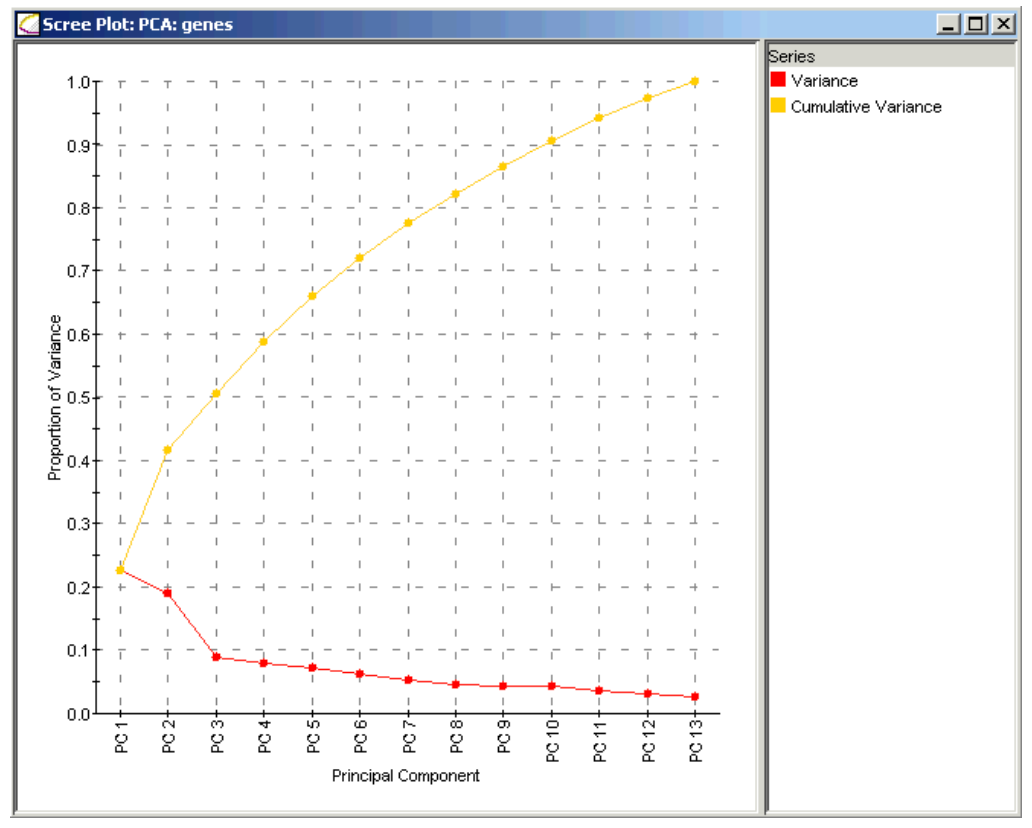 Scree Plot: PCA: genes
Series
Variance
Cumulative Variance
1.0
0.9
0.8
0.7
0.6
0.5
0.4
0.3
0.2
0.1
0.0
Proportion of Variance
PC 1
PC 2
PC 3
PC 4
PC 5
PC 6
PC 7
PC 8
PC 9
PC 10
PC 11
PC 12
PC 13
Principal Component